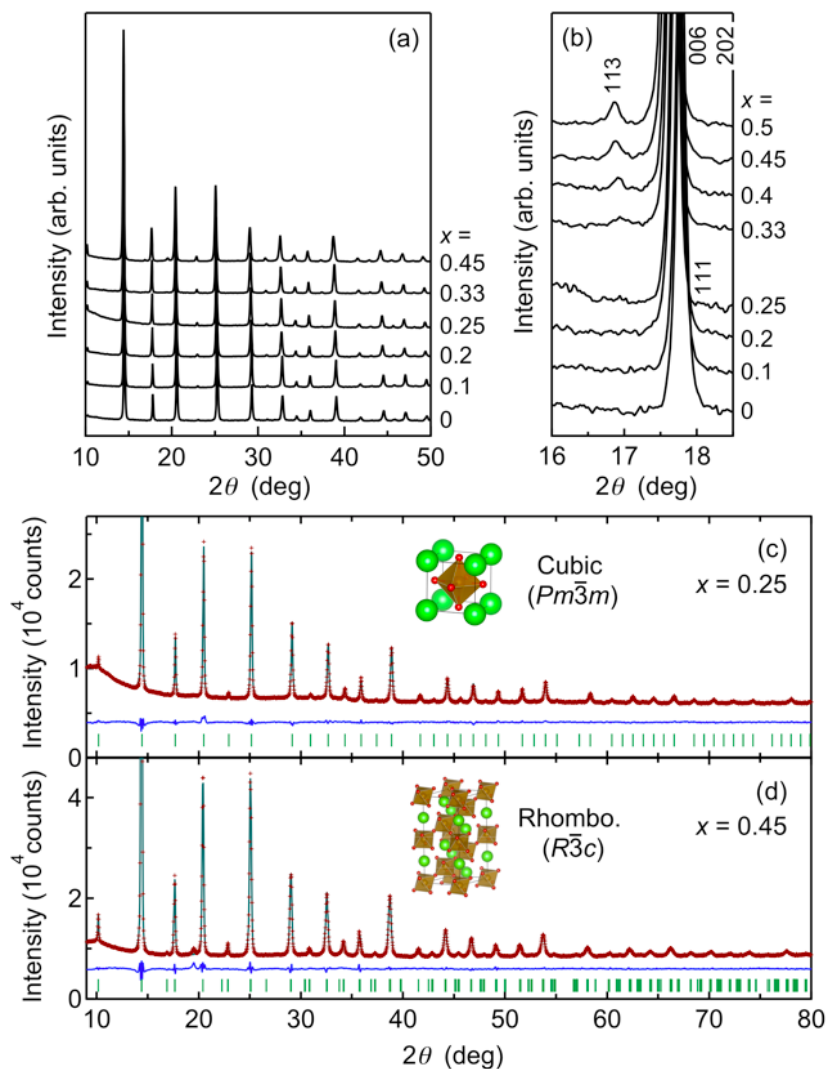 (a)
Intensity (arb. units)
x =
0.45
0.33
0.25
0.2
0.1
0
10 20 30 40 50
2θ (deg)
(b)
Intensity (arb. units)
113
006
202
x =
0.5
0.45
0.4
0.33
0.25
111
0.2
0.1
0
16 17 18
2θ (deg)
(c)
Intensity (10⁴ counts)
2
1
0
Cubic
(Pm3̅m)
x = 0.25
(d)
Intensity (10⁴ counts)
4
2
0
Rhombo.
(R3̅c)
x = 0.45
10 20 30 40 50 60 70 80
2θ (deg)